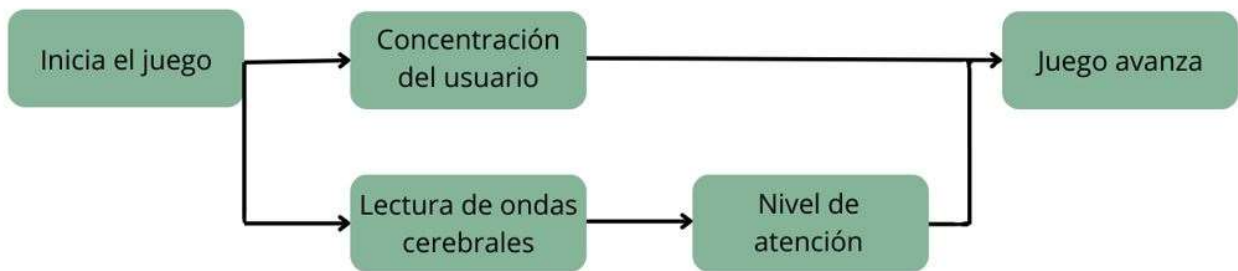 Inicia el juego
Concentración
del usuario
Juego avanza
Lectura de ondas
cerebrales
Nivel de
atención